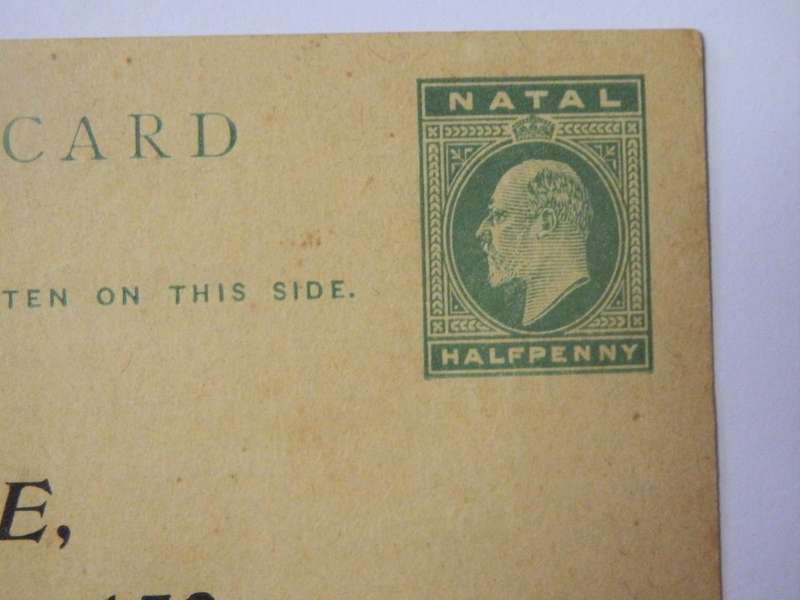 NATAL
CARD
TEN ON THIS SIDE.
HALFPENNY
E,